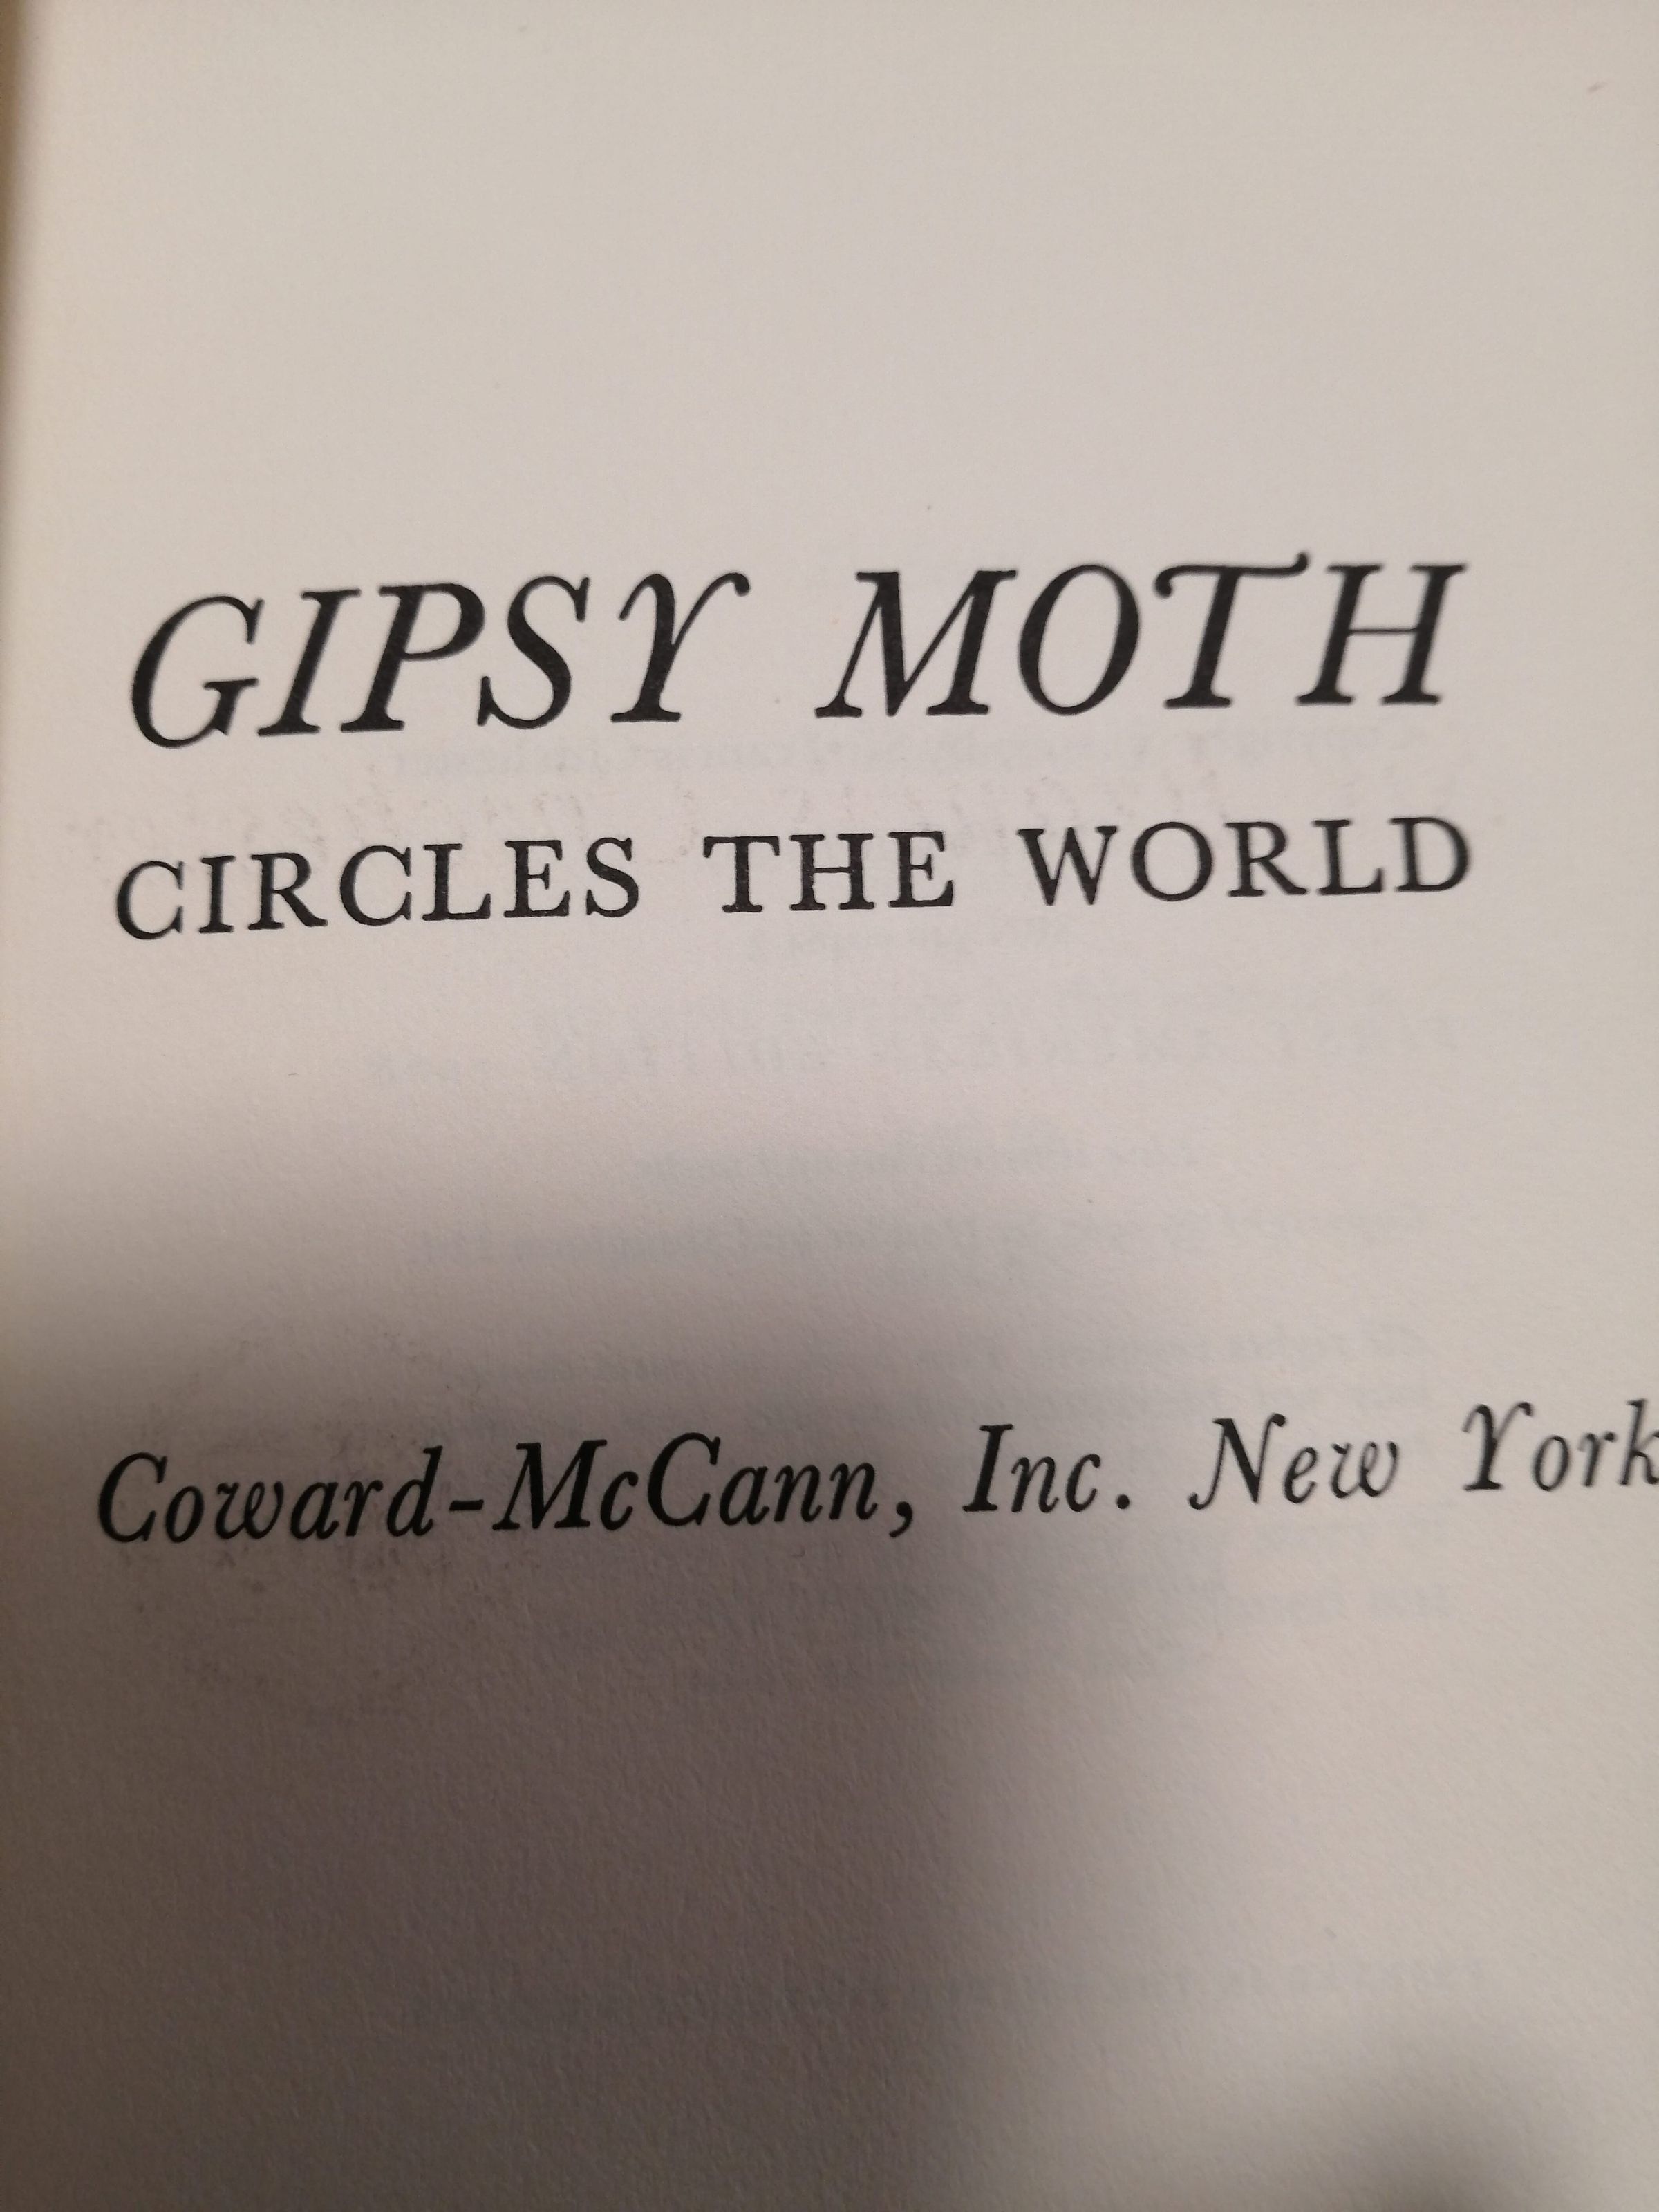 GIPSY MOTH
CIRCLES THE WORLD
Coward-McCann, Inc. New York